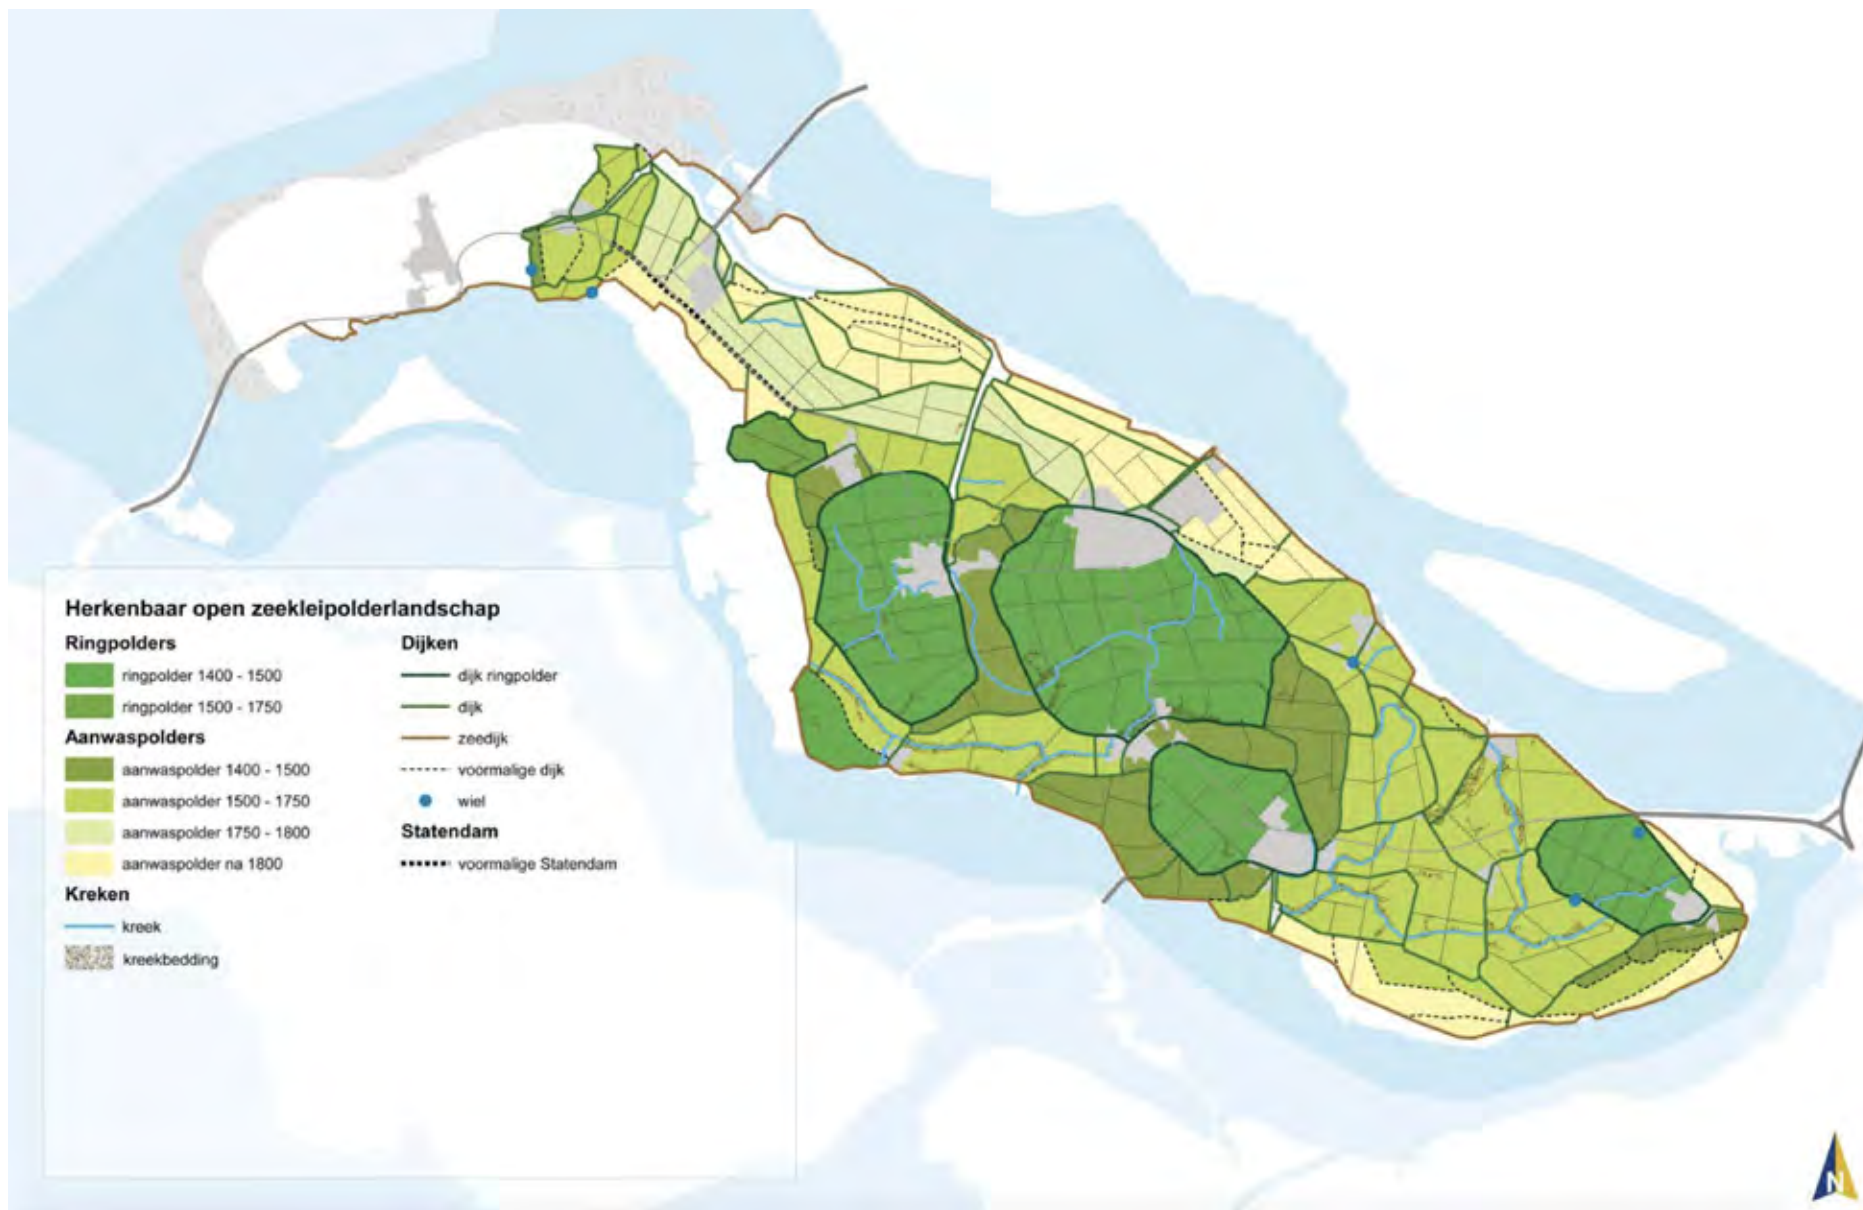 Herkenbaar open zeekleipolderlandschap
Ringpolders
ringpolder 1400 - 1500
ringpolder 1500 - 1750
Aanwaspolders
aanwaspolder 1400 - 1500
aanwaspolder 1500 - 1750
aanwaspolder 1750 - 1800
aanwaspolder na 1800
Kreken
kreek
kreekbedding
Dijken
dijk ringpolder
dijk
zeedijk
voormalige dijk
wiel
Statendam
voormalige Statendam
N